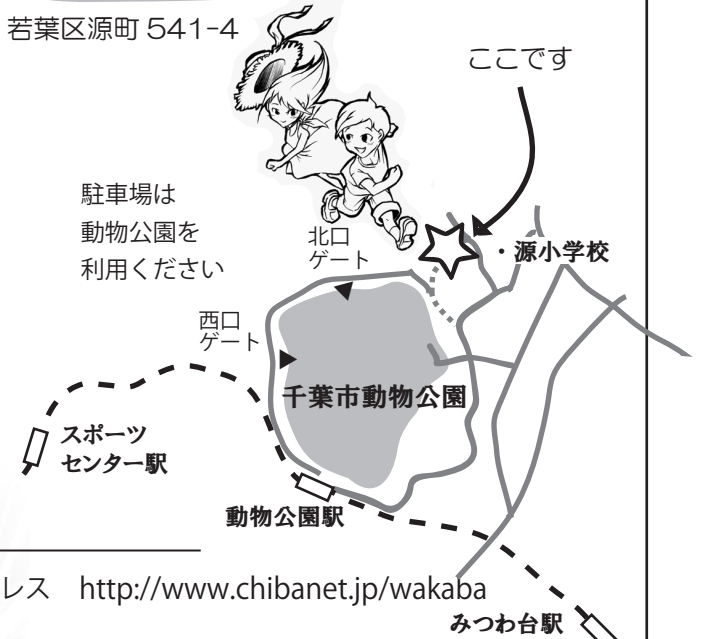 若葉区源町 541-4
ここです
駐車場は
動物公園を
利用ください
北口
ゲート
・源小学校
西口
ゲート
千葉市動物公園
スポーツ
センター駅
動物公園駅
レス http://www.chibanet.jp/wakaba
みつわ台駅